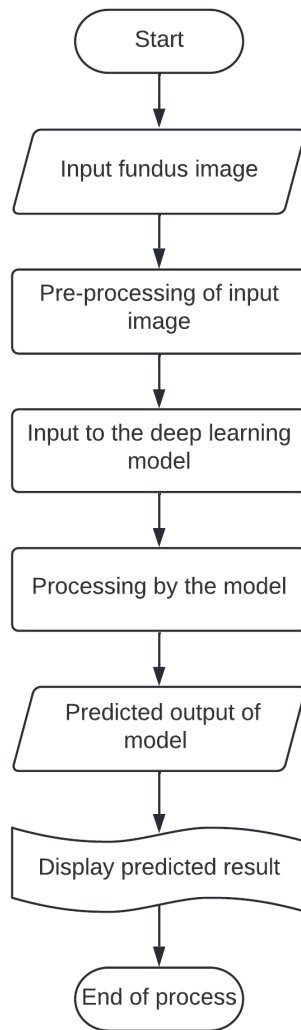 Start
Input fundus image
Pre-processing of input
image
Input to the deep learning
model
Processing by the model
Predicted output of
model
Display predicted result
End of process